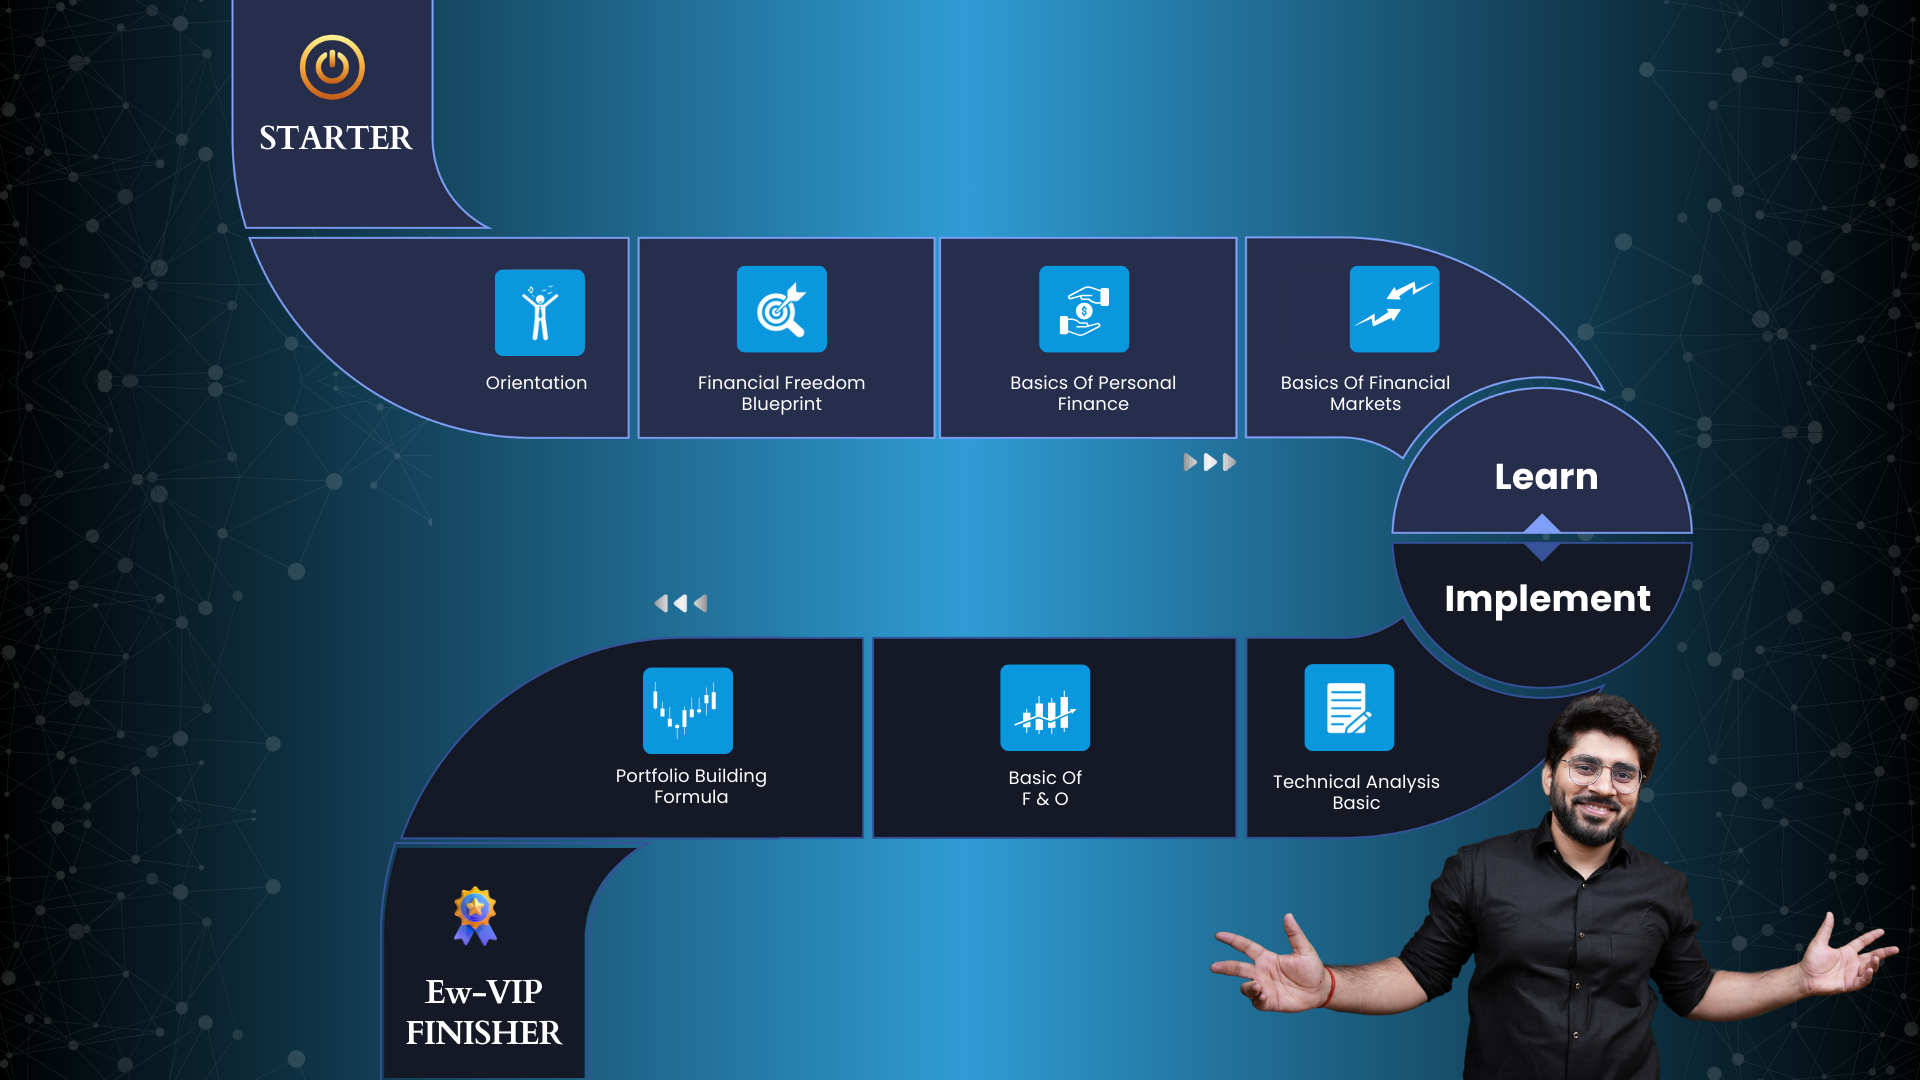 STARTER
Orientation
Financial Freedom
Blueprint
Basics Of Personal
Finance
Basics Of Financial
Markets
Learn
Implement
Technical Analysis
Basic
Basic Of
F & O
Portfolio Building
Formula
Ew-VIP
FINISHER